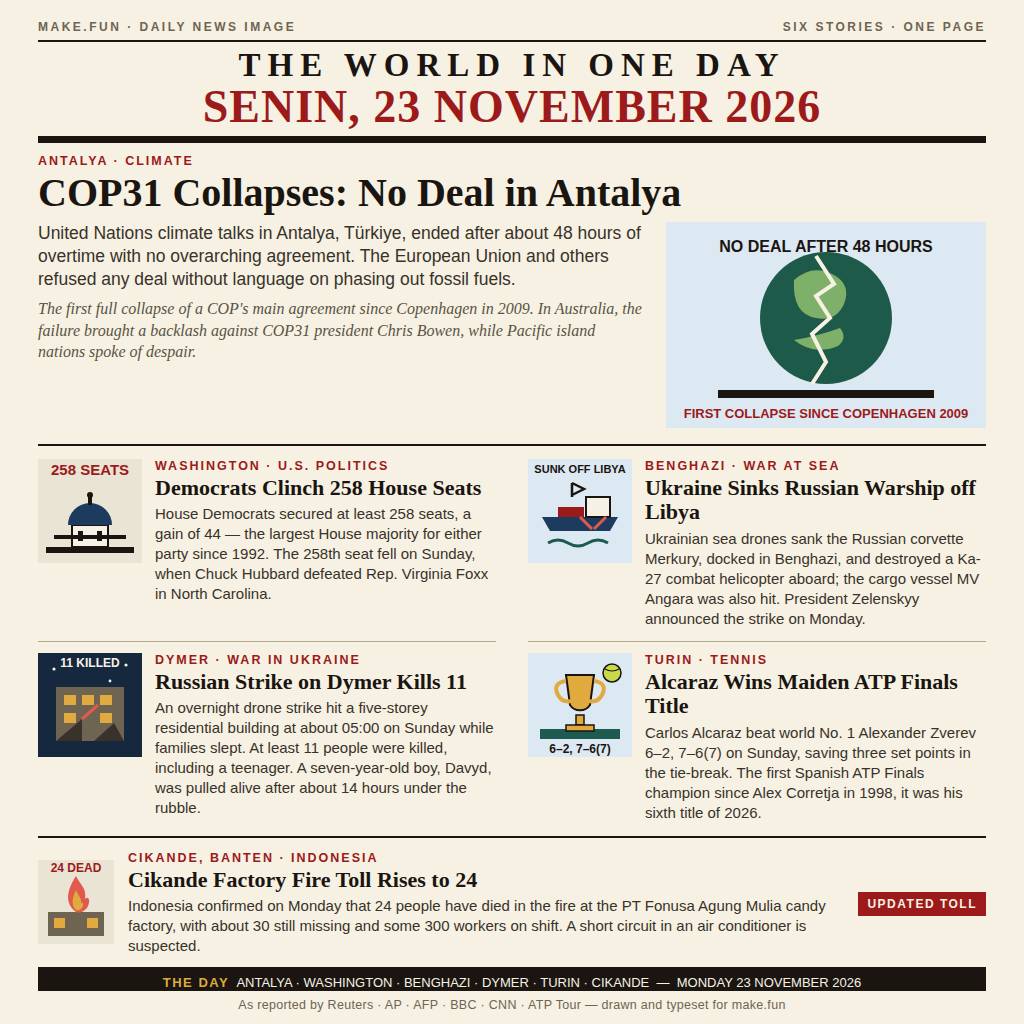 MAKE.FUN · DAILY NEWS IMAGE
SIX STORIES · ONE PAGE
THE WORLD IN ONE DAY
SENIN, 23 NOVEMBER 2026
ANTALYA · CLIMATE
COP31 Collapses: No Deal in Antalya
United Nations climate talks in Antalya, Türkiye, ended after about 48 hours of
overtime with no overarching agreement. The European Union and others
refused any deal without language on phasing out fossil fuels.
The first full collapse of a COP's main agreement since Copenhagen in 2009. In Australia, the
failure brought a backlash against COP31 president Chris Bowen, while Pacific island
nations spoke of despair.
NO DEAL AFTER 48 HOURS
FIRST COLLAPSE SINCE COPENHAGEN 2009
258 SEATS
WASHINGTON · U.S. POLITICS
Democrats Clinch 258 House Seats
House Democrats secured at least 258 seats, a
gain of 44 — the largest House majority for either
party since 1992. The 258th seat fell on Sunday,
when Chuck Hubbard defeated Rep. Virginia Foxx
in North Carolina.
SUNK OFF LIBYA
BENGHAZI · WAR AT SEA
Ukraine Sinks Russian Warship off
Libya
Ukrainian sea drones sank the Russian corvette
Merkury, docked in Benghazi, and destroyed a Ka-
27 combat helicopter aboard; the cargo vessel MV
Angara was also hit. President Zelenskyy
announced the strike on Monday.
11 KILLED
DYMER · WAR IN UKRAINE
Russian Strike on Dymer Kills 11
An overnight drone strike hit a five-storey
residential building at about 05:00 on Sunday while
families slept. At least 11 people were killed,
including a teenager. A seven-year-old boy, Davyd,
was pulled alive after about 14 hours under the
rubble.
6–2, 7–6(7)
TURIN · TENNIS
Alcaraz Wins Maiden ATP Finals
Title
Carlos Alcaraz beat world No. 1 Alexander Zverev
6–2, 7–6(7) on Sunday, saving three set points in
the tie-break. The first Spanish ATP Finals
champion since Alex Corretja in 1998, it was his
sixth title of 2026.
24 DEAD
CIKANDE, BANTEN · INDONESIA
Cikande Factory Fire Toll Rises to 24
Indonesia confirmed on Monday that 24 people have died in the fire at the PT Fonusa Agung Mulia candy
factory, with about 30 still missing and some 300 workers on shift. A short circuit in an air conditioner is
suspected.
UPDATED TOLL
THE DAY ANTALYA · WASHINGTON · BENGHAZI · DYMER · TURIN · CIKANDE — MONDAY 23 NOVEMBER 2026
As reported by Reuters · AP · AFP · BBC · CNN · ATP Tour — drawn and typeset for make.fun